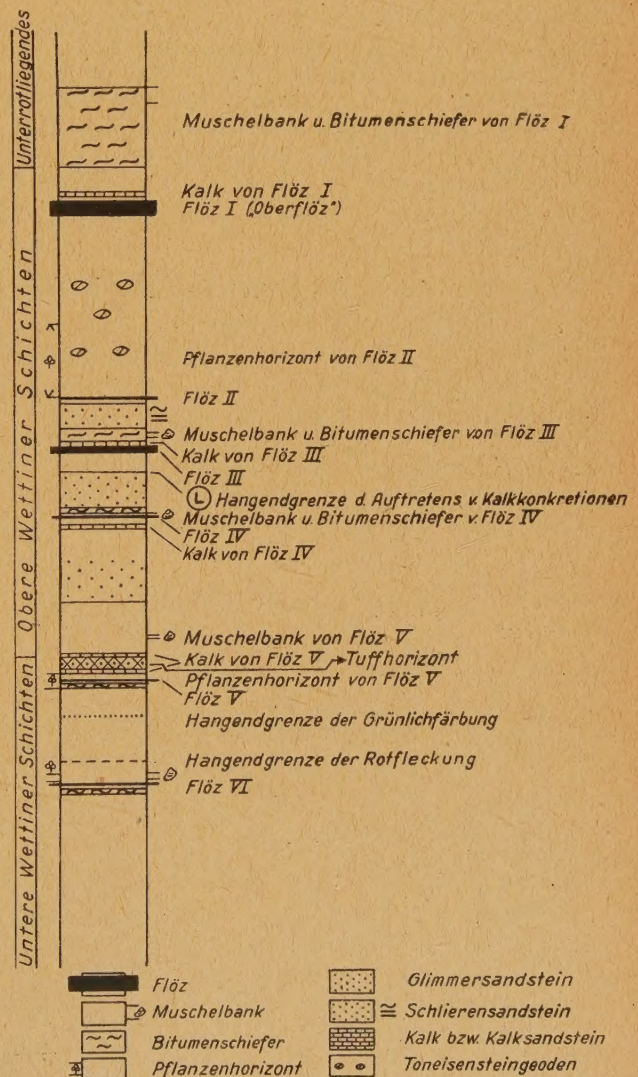 Unterrotliegendes
Obere Wettiner Schichten
Untere Wettiner Schichten
Muschelbank u. Bitumenschiefer von Flöz I
Kalk von Flöz I
Flöz I („Oberflöz“)
Pflanzenhorizont von Flöz II
Flöz II
Muschelbank u. Bitumenschiefer von Flöz III
Kalk von Flöz III
Flöz III
L Hangendgrenze d. Auftretens v. Kalkkonkretionen
Muschelbank u. Bitumenschiefer v. Flöz IV
Flöz IV
Kalk von Flöz IV
Muschelbank von Flöz V
Kalk von Flöz V → Tuffhorizont
Pflanzenhorizont von Flöz V
Flöz V
Hangendgrenze der Grünlichfärbung
Hangendgrenze der Rotfleckung
Flöz VI
Flöz
Muschelbank
Bitumenschiefer
Pflanzenhorizont
Glimmersandstein
Schlierensandstein
Kalk bzw. Kalksandstein
Toneisensteingeoden